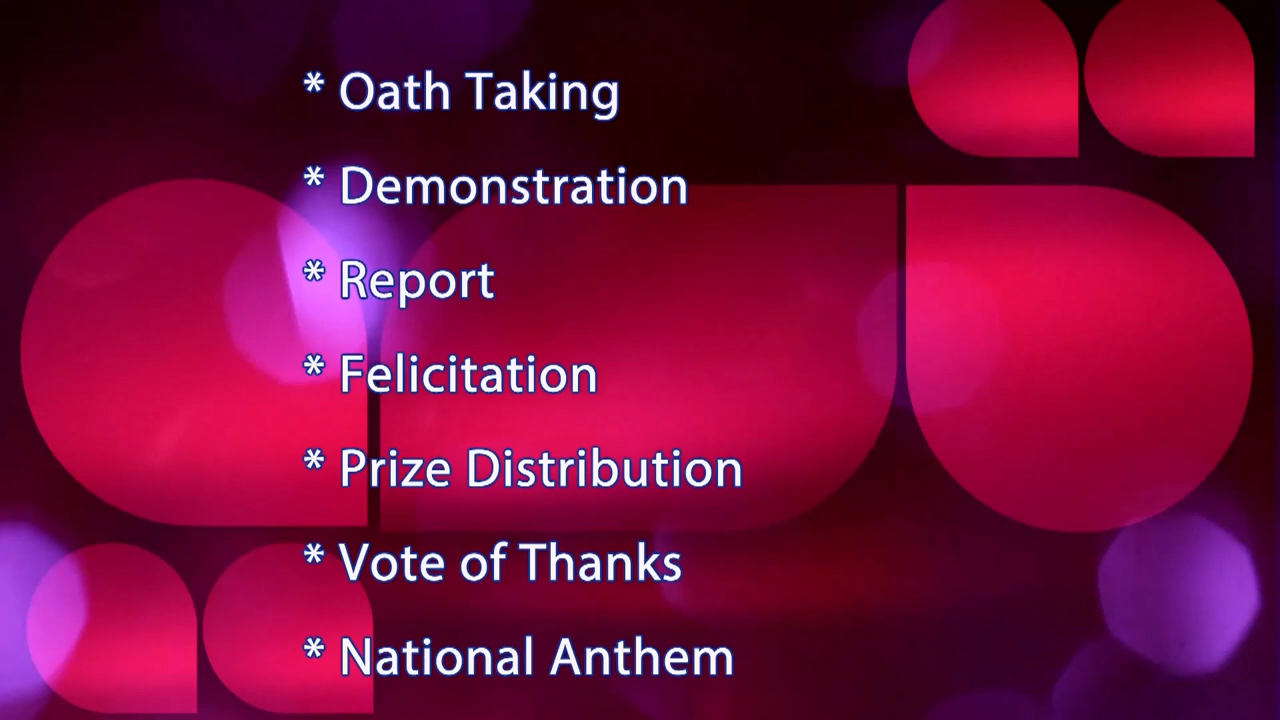 * Oath Taking
* Demonstration
* Report
* Felicitation
* Prize Distribution
* Vote of Thanks
* National Anthem